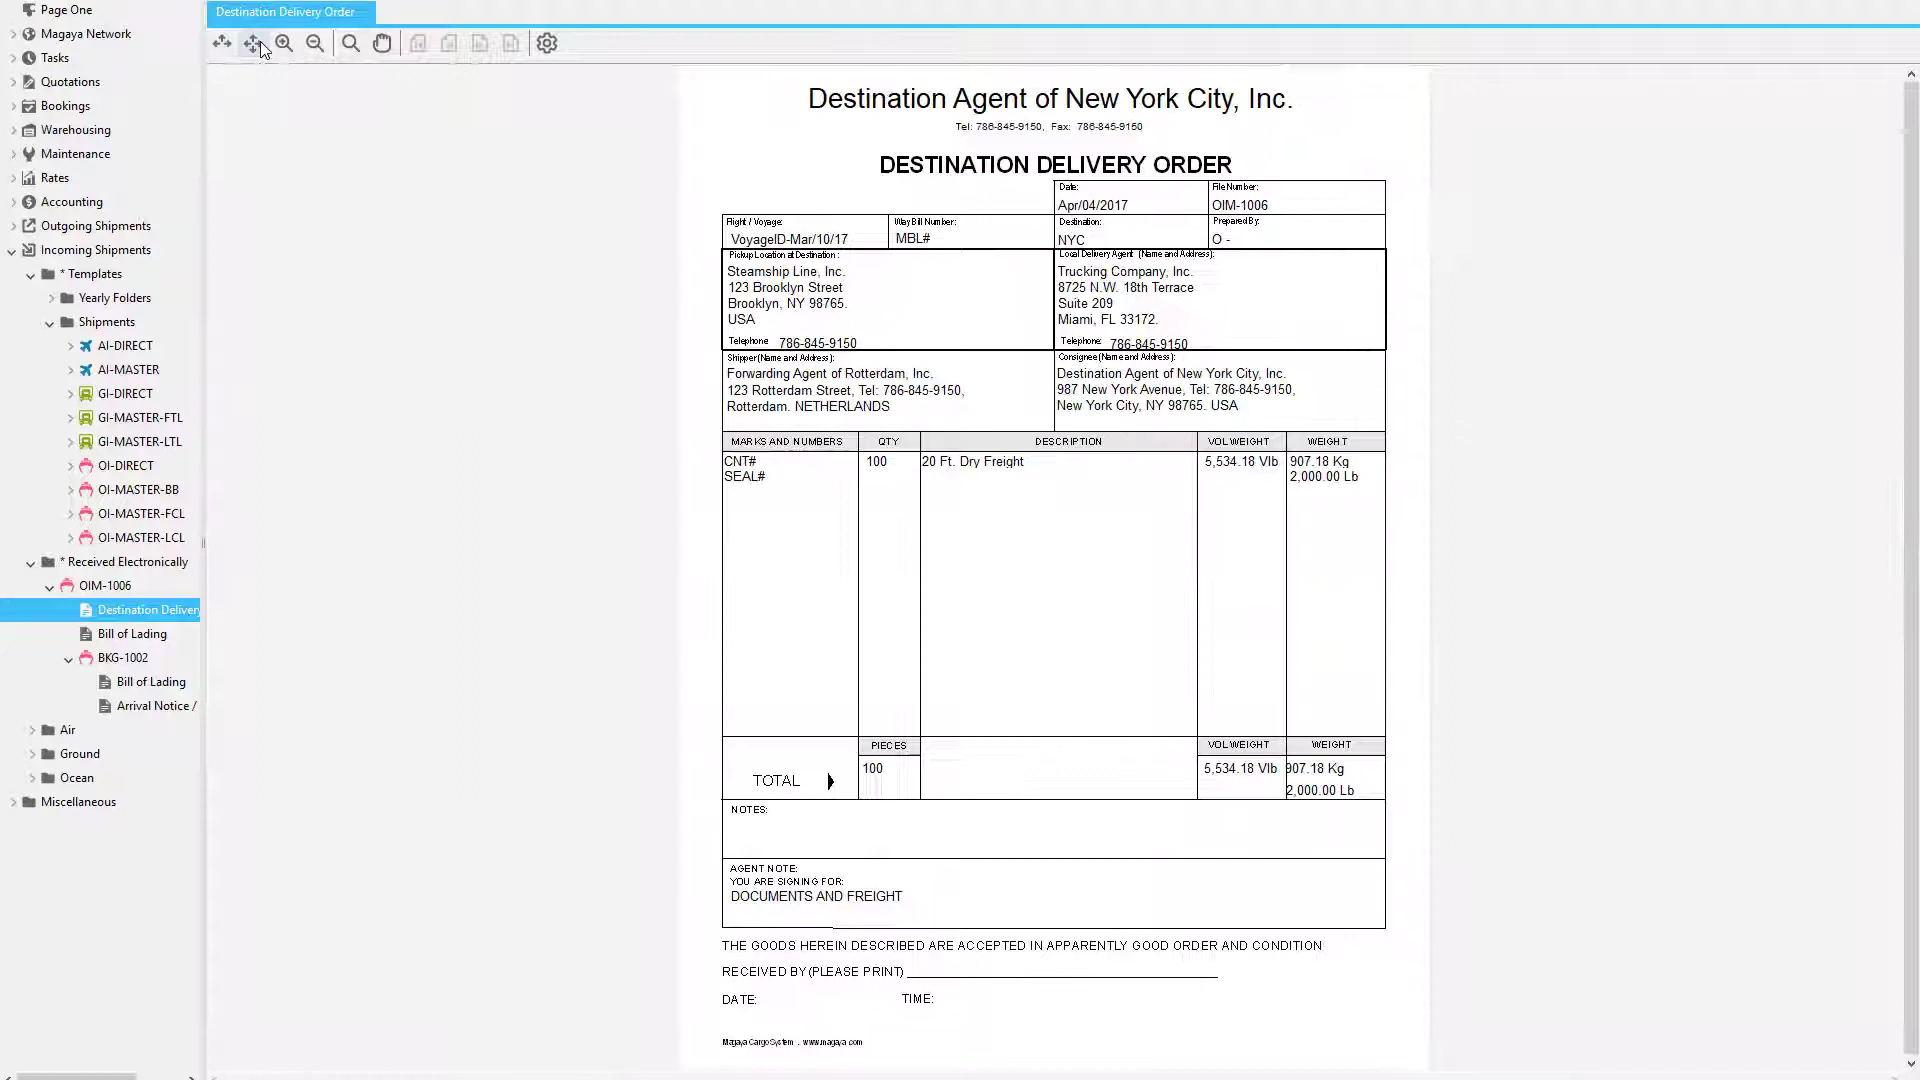 Page One
Magaya Network
Tasks
Quotations
Bookings
Warehousing
Maintenance
Rates
Accounting
Outgoing Shipments
Incoming Shipments
* Templates
Yearly Folders
Shipments
AI-DIRECT
AI-MASTER
GI-DIRECT
GI-MASTER-FTL
GI-MASTER-LTL
OI-DIRECT
OI-MASTER-BB
OI-MASTER-FCL
OI-MASTER-LCL
* Received Electronically
OIM-1006
Destination Delivery
Bill of Lading
BKG-1002
Bill of Lading
Arrival Notice /
Air
Ground
Ocean
Miscellaneous
Destination Delivery Order
Destination Agent of New York City, Inc.
Tel: 786-845-9150, Fax: 786-845-9150
DESTINATION DELIVERY ORDER
Date: File Number:
Apr/04/2017 OIM-1006
Flight / Voyage: Way Bill Number: Destination: Prepared By:
VoyageID-Mar/10/17 MBL# NYC O -
Pickup Location at Destination : Local Delivery Agent (Name and Address):
Steamship Line, Inc. Trucking Company, Inc.
123 Brooklyn Street 8725 N.W. 18th Terrace
Brooklyn, NY 98765. Suite 209
USA Miami, FL 33172.
Telephone 786-845-9150 Telephone: 786-845-9150
Shipper (Name and Address): Consignee (Name and Address):
Forwarding Agent of Rotterdam, Inc. Destination Agent of New York City, Inc.
123 Rotterdam Street, Tel: 786-845-9150, 987 New York Avenue, Tel: 786-845-9150,
Rotterdam. NETHERLANDS New York City, NY 98765. USA
MARKS AND NUMBERS QTY DESCRIPTION VOL WEIGHT WEIGHT
CNT# 100 20 Ft. Dry Freight 5,534.18 Vlb 907.18 Kg
SEAL# 2,000.00 Lb
PIECES VOL WEIGHT WEIGHT
100 5,534.18 Vlb 907.18 Kg
TOTAL 2,000.00 Lb
NOTES:
AGENT NOTE:
YOU ARE SIGNING FOR:
DOCUMENTS AND FREIGHT
THE GOODS HEREIN DESCRIBED ARE ACCEPTED IN APPARENTLY GOOD ORDER AND CONDITION
RECEIVED BY (PLEASE PRINT)
DATE: TIME:
Magaya Cargo System . www.magaya.com